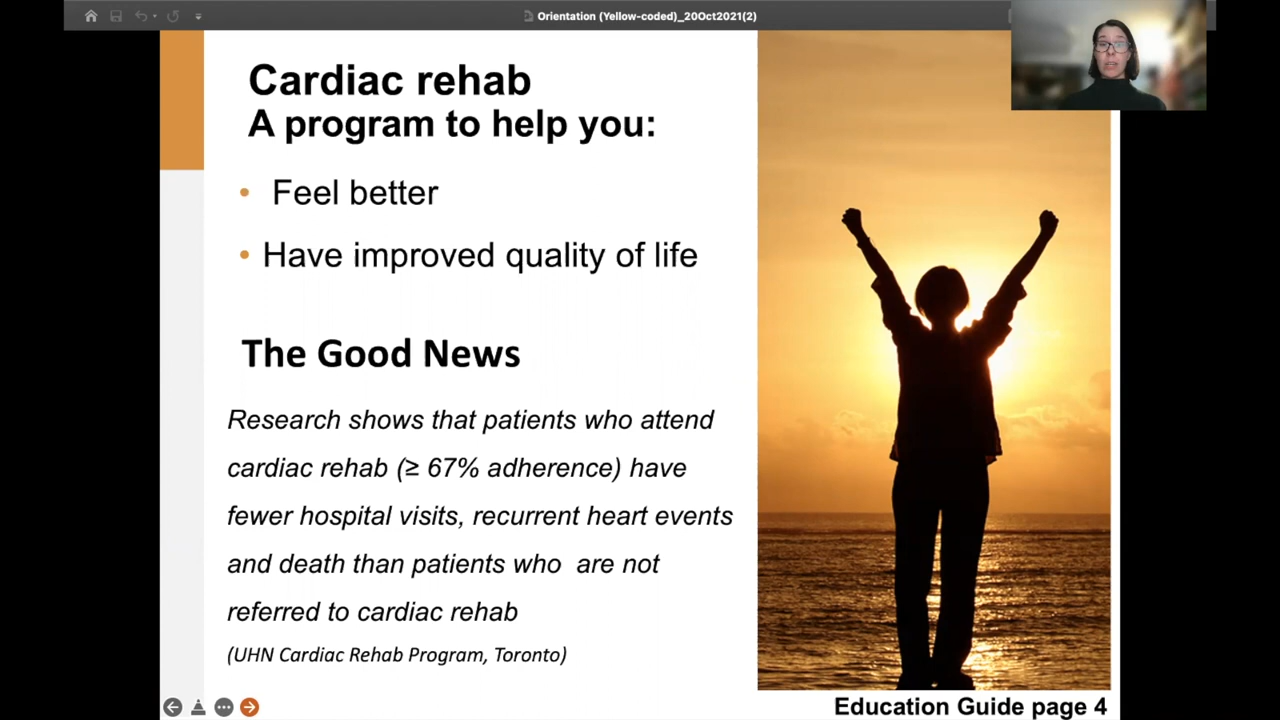 Orientation (Yellow-coded)_20Oct2021(2)
Cardiac rehab
A program to help you:
• Feel better
• Have improved quality of life
The Good News
Research shows that patients who attend
cardiac rehab (≥ 67% adherence) have
fewer hospital visits, recurrent heart events
and death than patients who are not
referred to cardiac rehab
(UHN Cardiac Rehab Program, Toronto)
Education Guide page 4